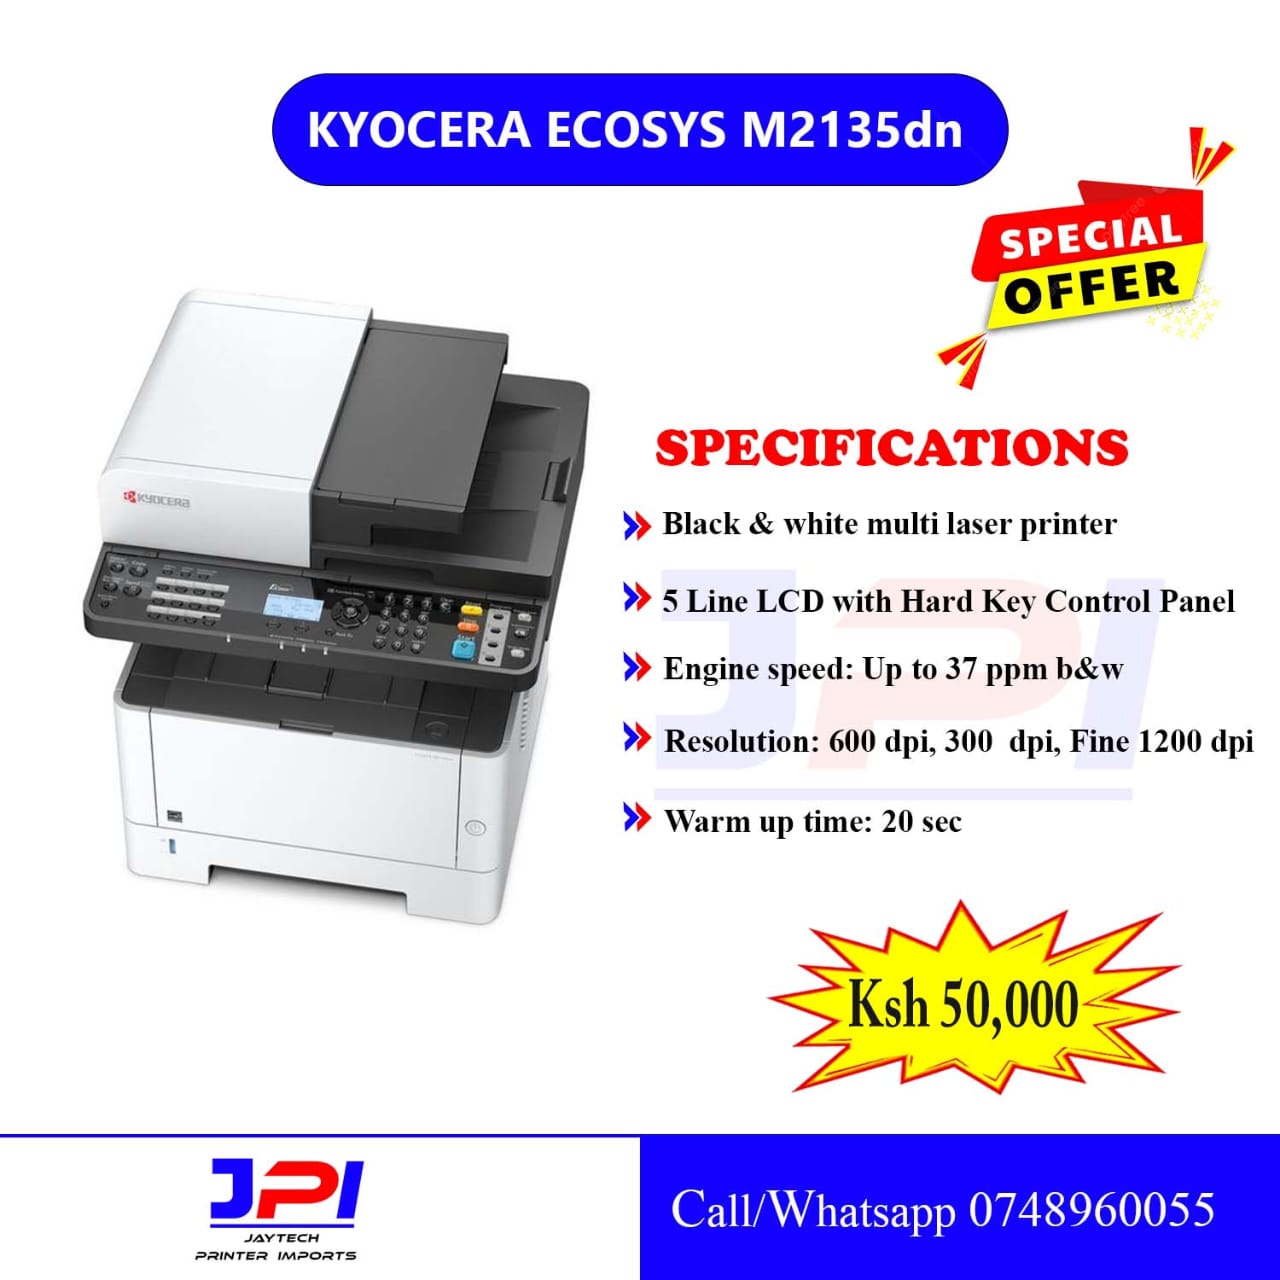 KYOCERA ECOSYS M2135dn
SPECIAL
OFFER
KYOCERA
SPECIFICATIONS
Black & white multi laser printer
5 Line LCD with Hard Key Control Panel
Engine speed: Up to 37 ppm b&w
Resolution: 600 dpi, 300 dpi, Fine 1200 dpi
Warm up time: 20 sec
JPI
Start
Ksh 50,000
JPI
JAYTECH
PRINTER IMPORTS
Call/Whatsapp 0748960055